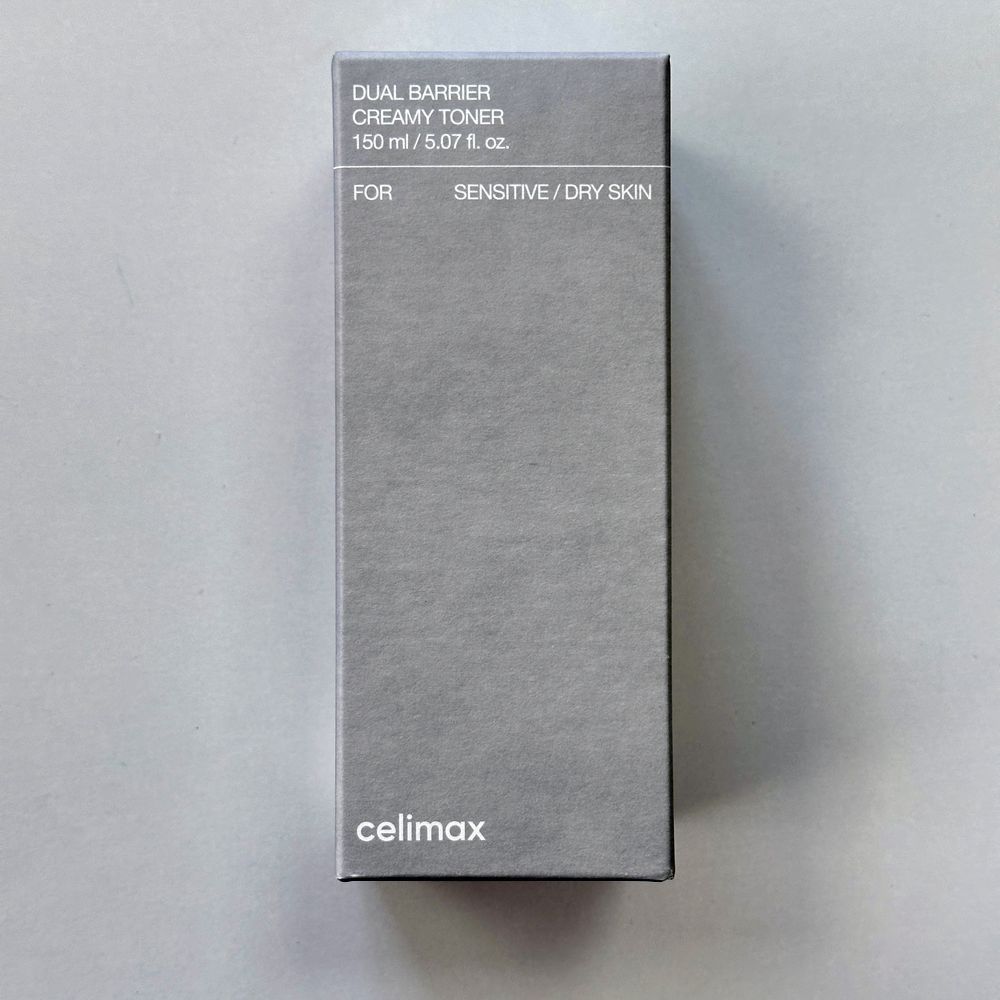 DUAL BARRIER
CREAMY TONER
150 ml / 5.07 fl. oz.
FOR SENSITIVE / DRY SKIN
celimax